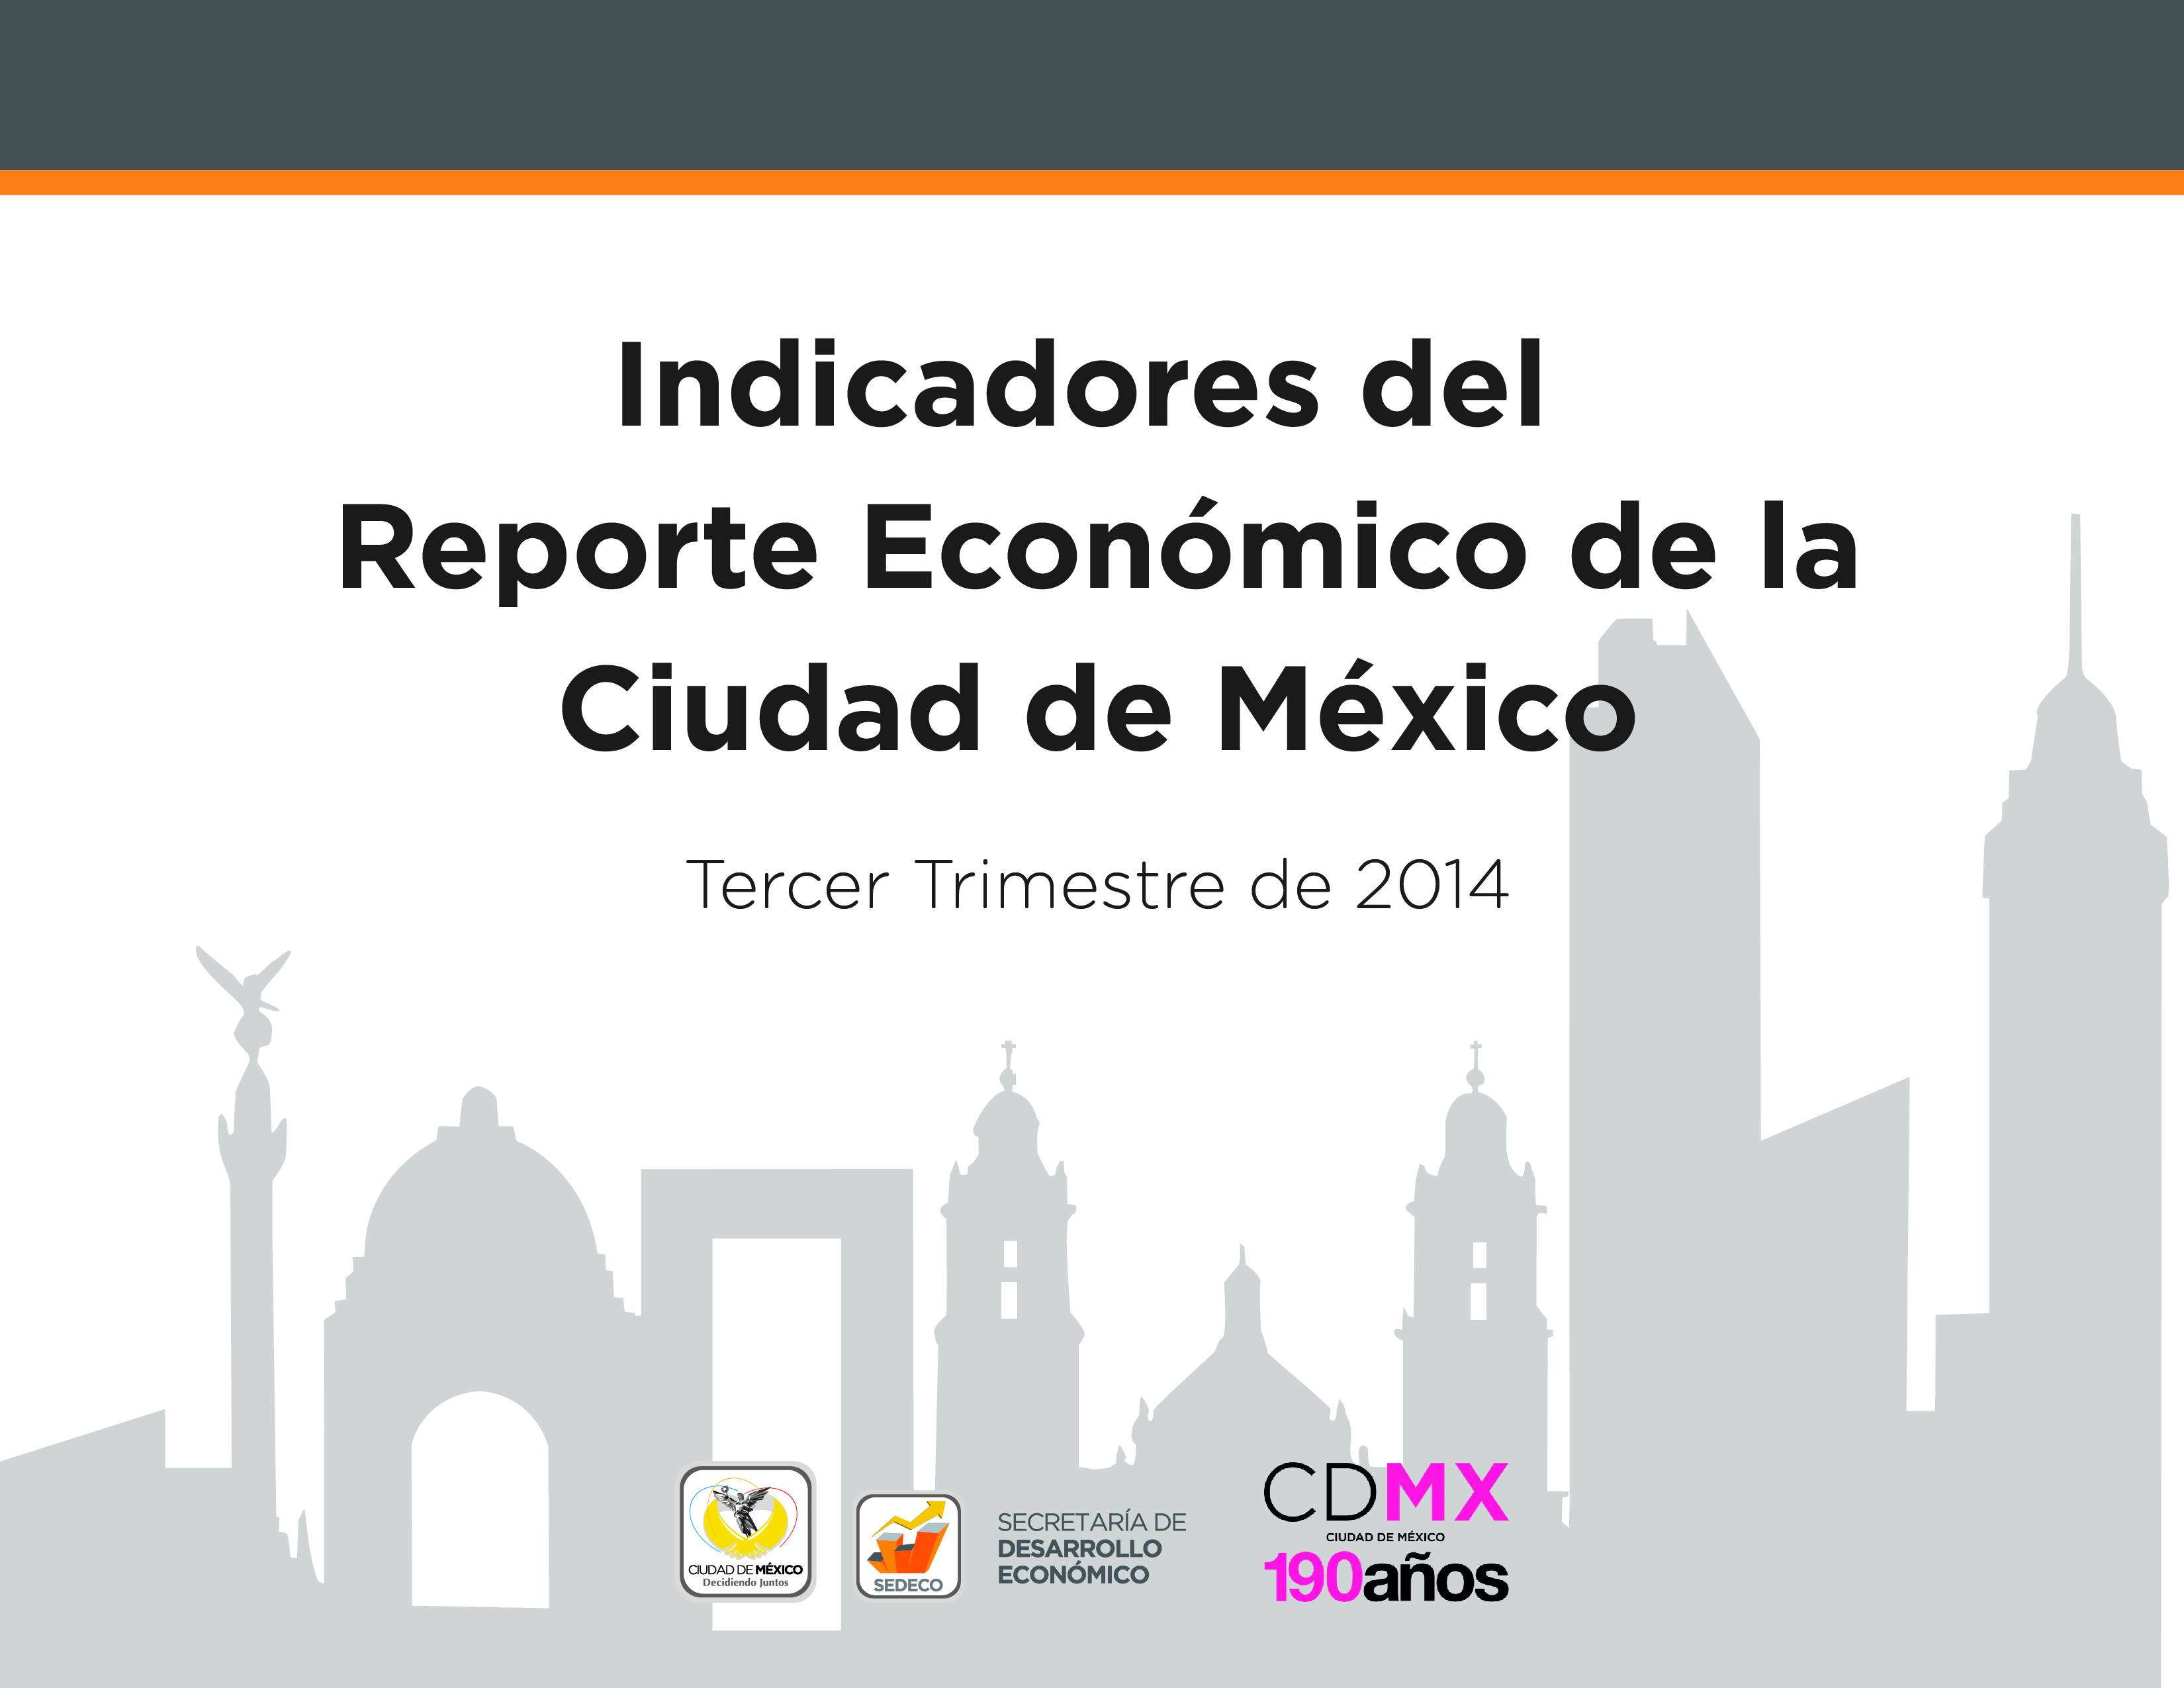 Indicadores del
Reporte Económico de la
Ciudad de México
Tercer Trimestre de 2014
CIUDAD DE MÉXICO
Decidiendo Juntos
SEDECO
SECRETARÍA DE
DESARROLLO
ECONÓMICO
CDMX
CIUDAD DE MÉXICO
190años